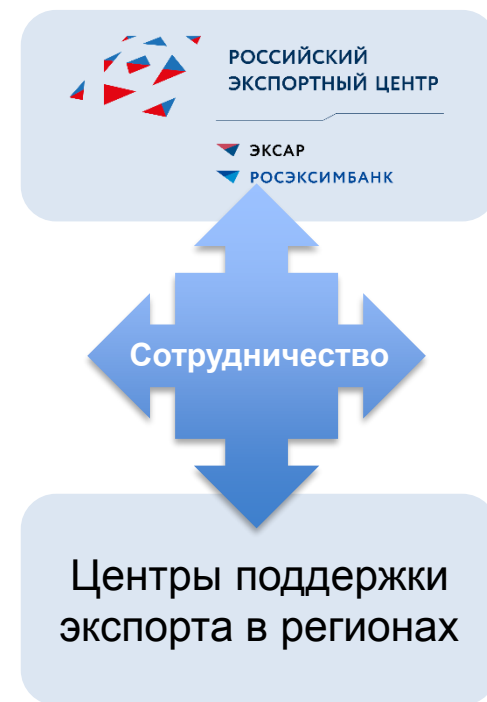 РОССИЙСКИЙ
ЭКСПОРТНЫЙ ЦЕНТР
ЭКСАР
РОСЭКСИМБАНК
Сотрудничество
Центры поддержки
экспорта в регионах